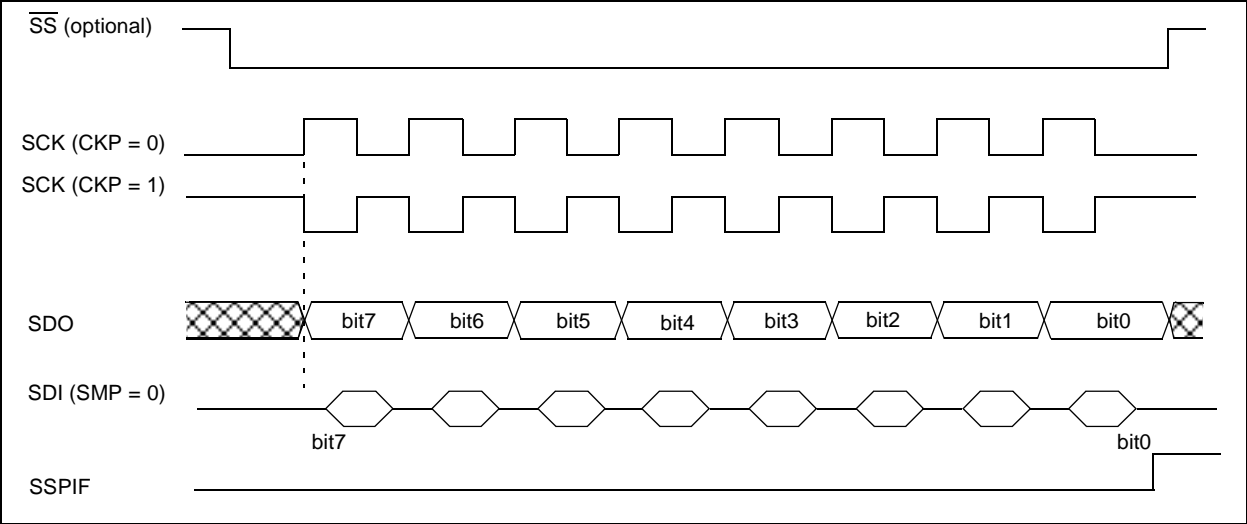 S̅S̅ (optional)
SCK (CKP = 0)
SCK (CKP = 1)
SDO
bit7 bit6 bit5 bit4 bit3 bit2 bit1 bit0
SDI (SMP = 0)
bit7 bit0
SSPIF